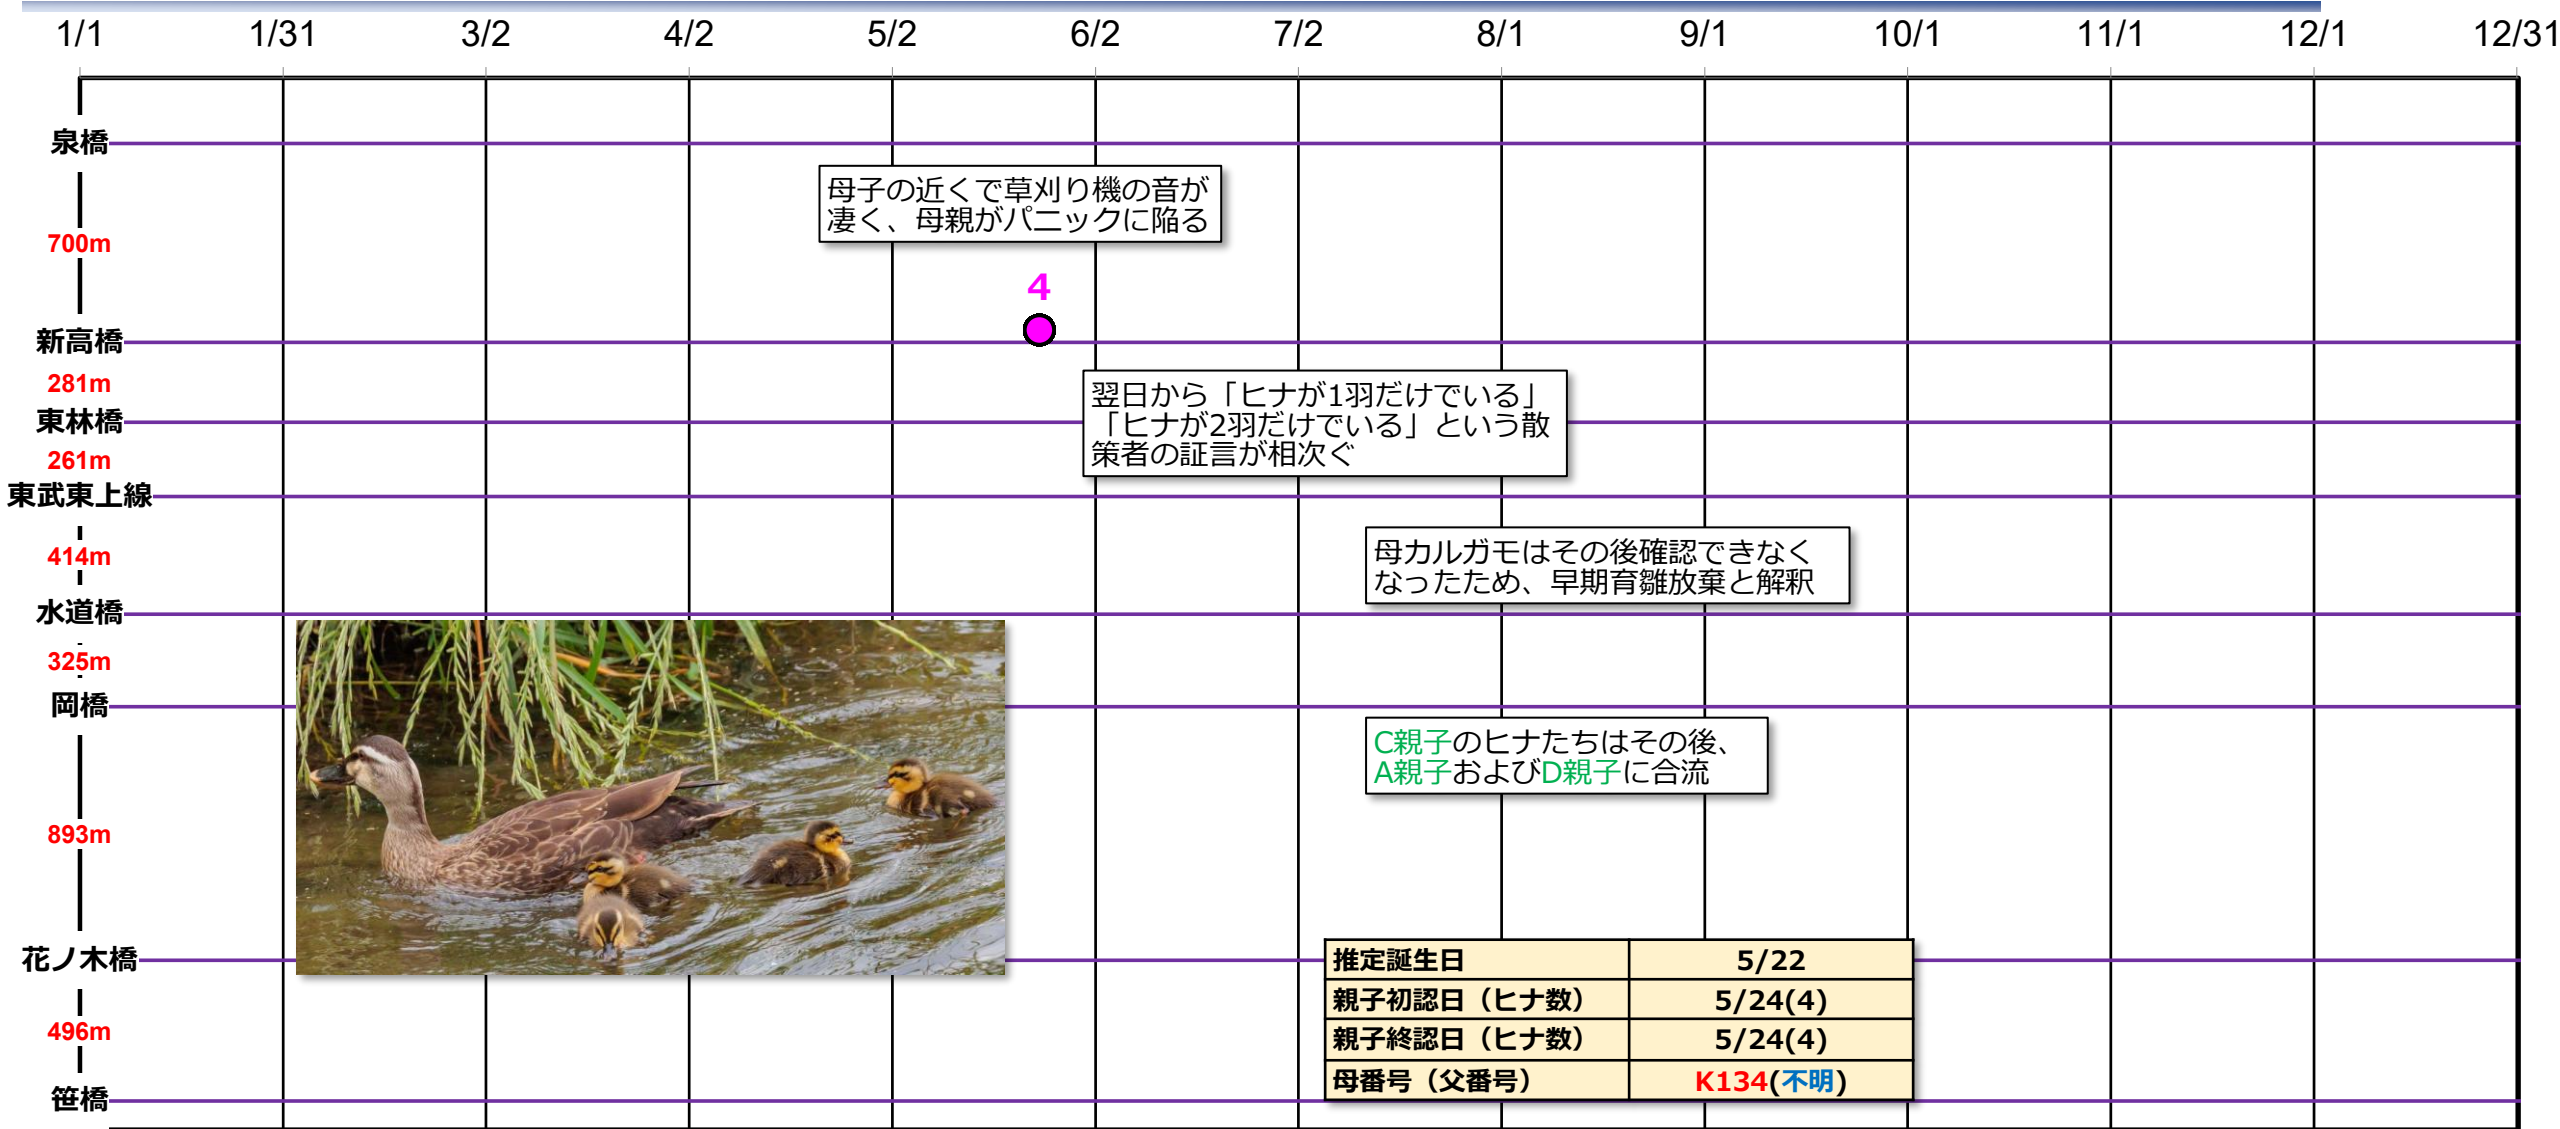 1/1 1/31 3/2 4/2 5/2 6/2 7/2 8/1 9/1 10/1 11/1 12/1 12/31
泉橋
母子の近くで草刈り機の音が
凄く、母親がパニックに陥る
700m
4
新高橋
281m
翌日から「ヒナが1羽だけでいる」
「ヒナが2羽だけでいる」という散
策者の証言が相次ぐ
東林橋
261m
東武東上線
414m
母カルガモはその後確認できなく
なったため、早期育雛放棄と解釈
水道橋
325m
岡橋
C親子のヒナたちはその後、
A親子およびD親子に合流
893m
花ノ木橋
推定誕生日 5/22
親子初認日（ヒナ数） 5/24(4)
親子終認日（ヒナ数） 5/24(4)
母番号（父番号） K134(不明)
496m
笹橋